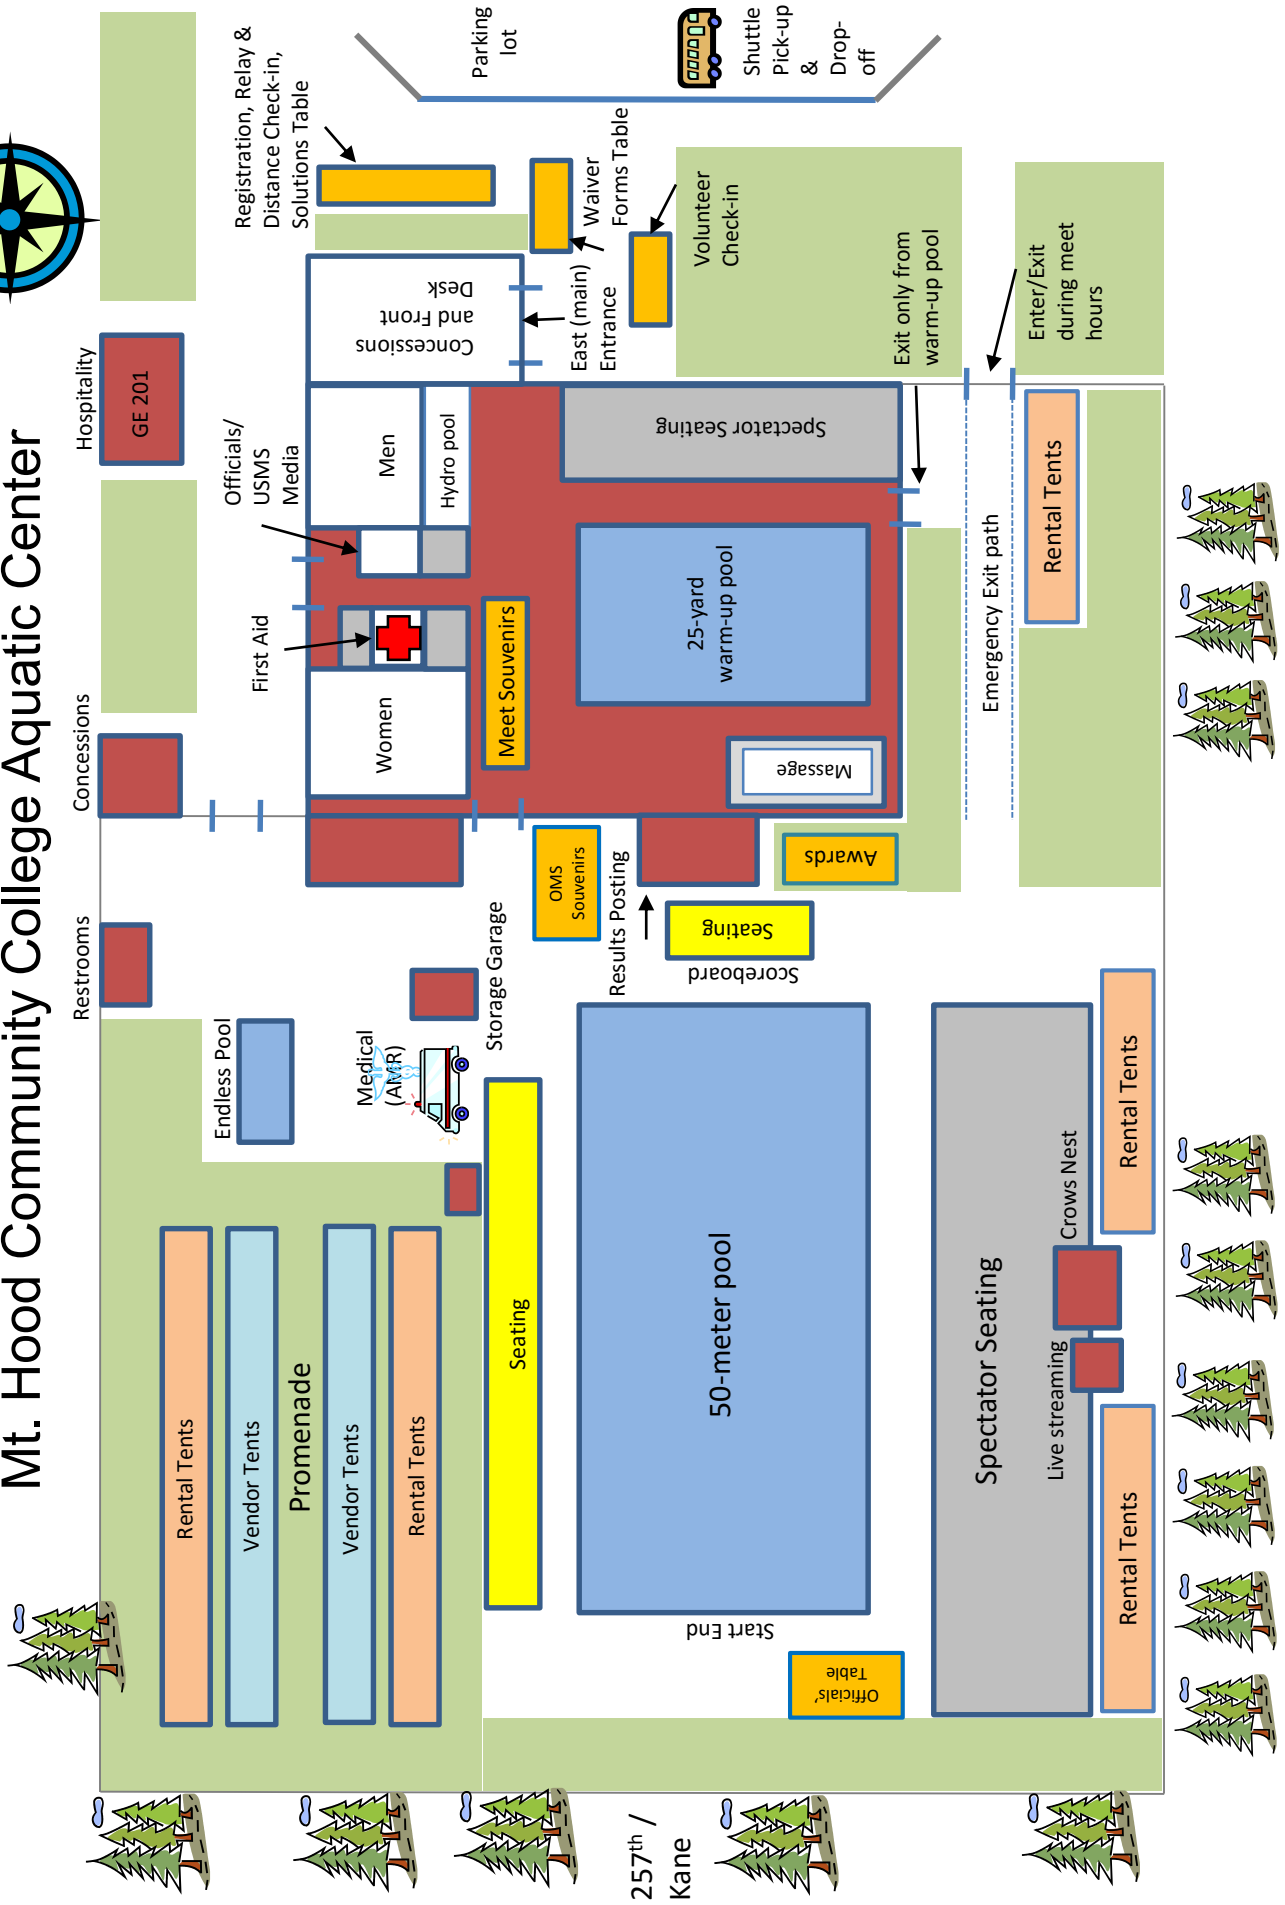 Mt. Hood Community College Aquatic Center
Restrooms
Concessions
Hospitality
GE 201
Registration, Relay &
Distance Check-in,
Solutions Table
Parking
lot
Shuttle
Pick-up
&
Drop-
off
Officials/
USMS
Media
First Aid
Endless Pool
Rental Tents
Vendor Tents
Promenade
Vendor Tents
Rental Tents
Medical
(AMR)
Storage Garage
Women
Men
Hydro pool
Concessions
and Front
Desk
Waiver
Forms Table
East (main)
Entrance
Volunteer
Check-in
Meet Souvenirs
OMS
Souvenirs
Seating
Results Posting
Seating
Scoreboard
25-yard
warm-up pool
Spectator Seating
Massage
Awards
Exit only from
warm-up pool
257th /
Kane
Start End
50-meter pool
Officials'
Table
Emergency Exit path
Enter/Exit
during meet
hours
Spectator Seating
Live streaming
Crows Nest
Rental Tents
Rental Tents
Rental Tents